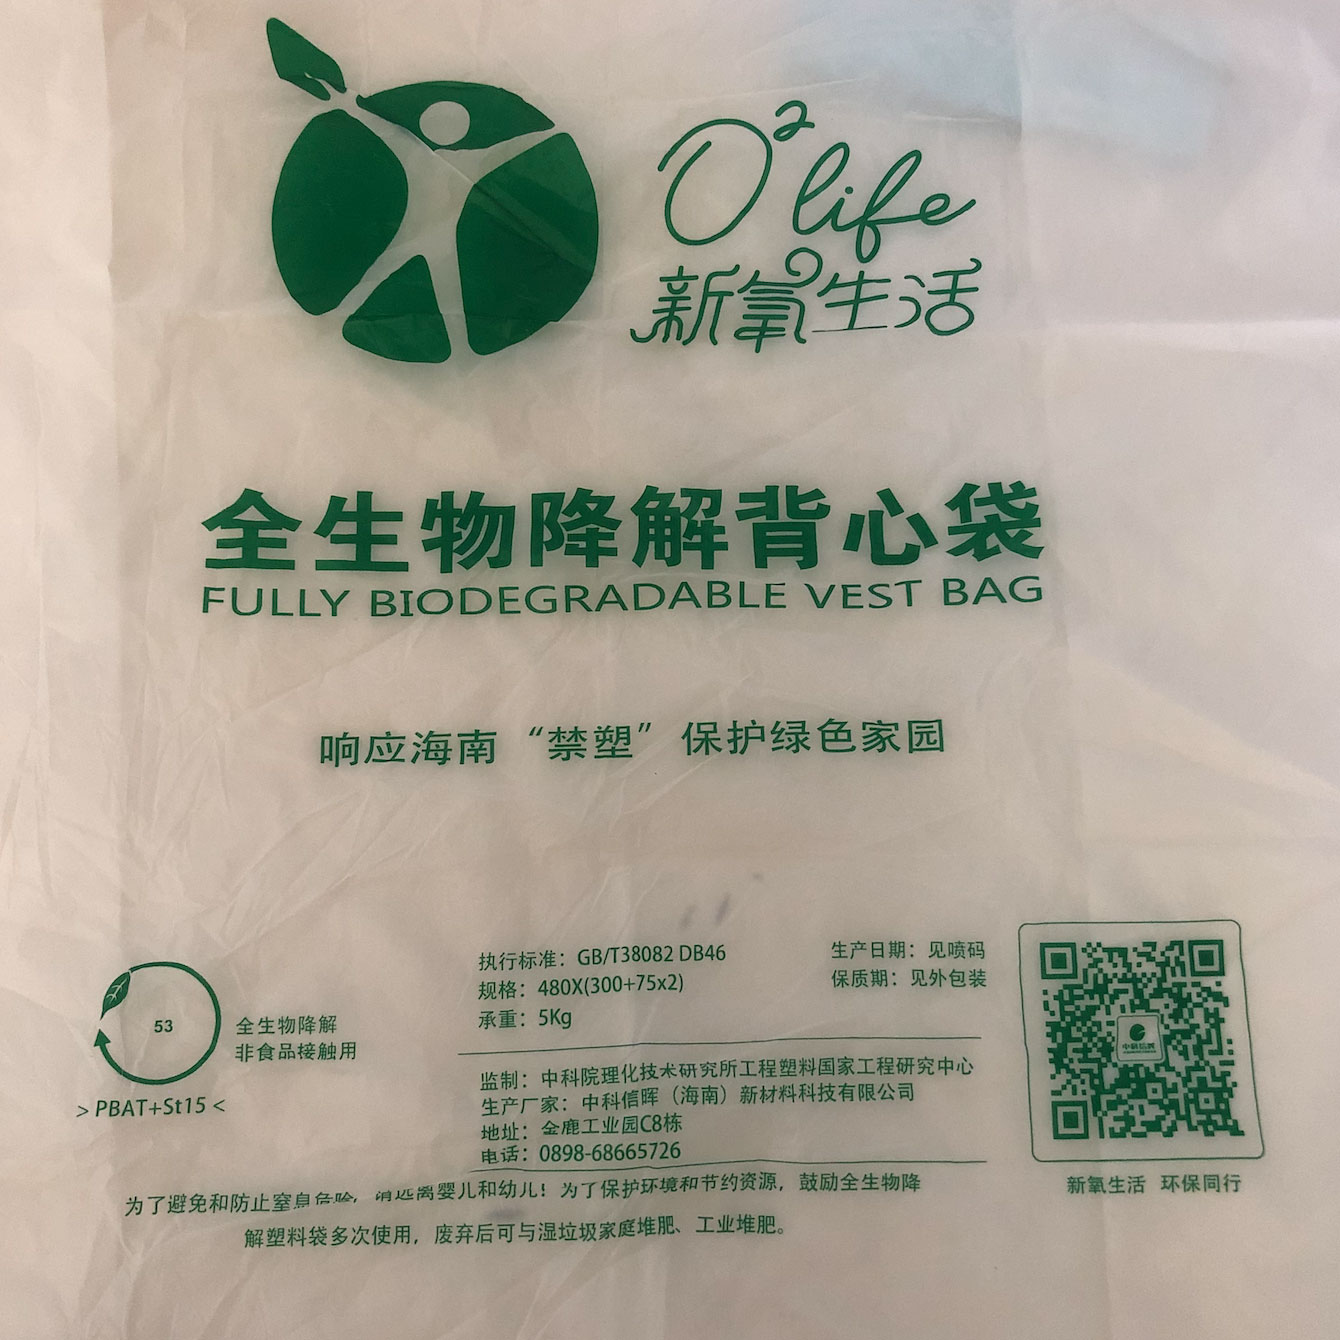 O²life
新氧生活
全生物降解背心袋
FULLY BIODEGRADABLE VEST BAG
响应海南“禁塑”保护绿色家园
执行标准：GB/T38082 DB46
规格：480X(300+75x2)
承重：5Kg
生产日期：见喷码
保质期：见外包装
53
全生物降解
非食品接触用
> PBAT+St15 <
监制：中科院理化技术研究所工程塑料国家工程研究中心
生产厂家：中科信晖（海南）新材料科技有限公司
地址：金鹿工业园C8栋
电话：0898-68665726
中科信晖
新氧生活 环保同行
为了避免和防止窒息危险，请远离婴儿和幼儿！为了保护环境和节约资源，鼓励全生物降
解塑料袋多次使用，废弃后可与湿垃圾家庭堆肥、工业堆肥。